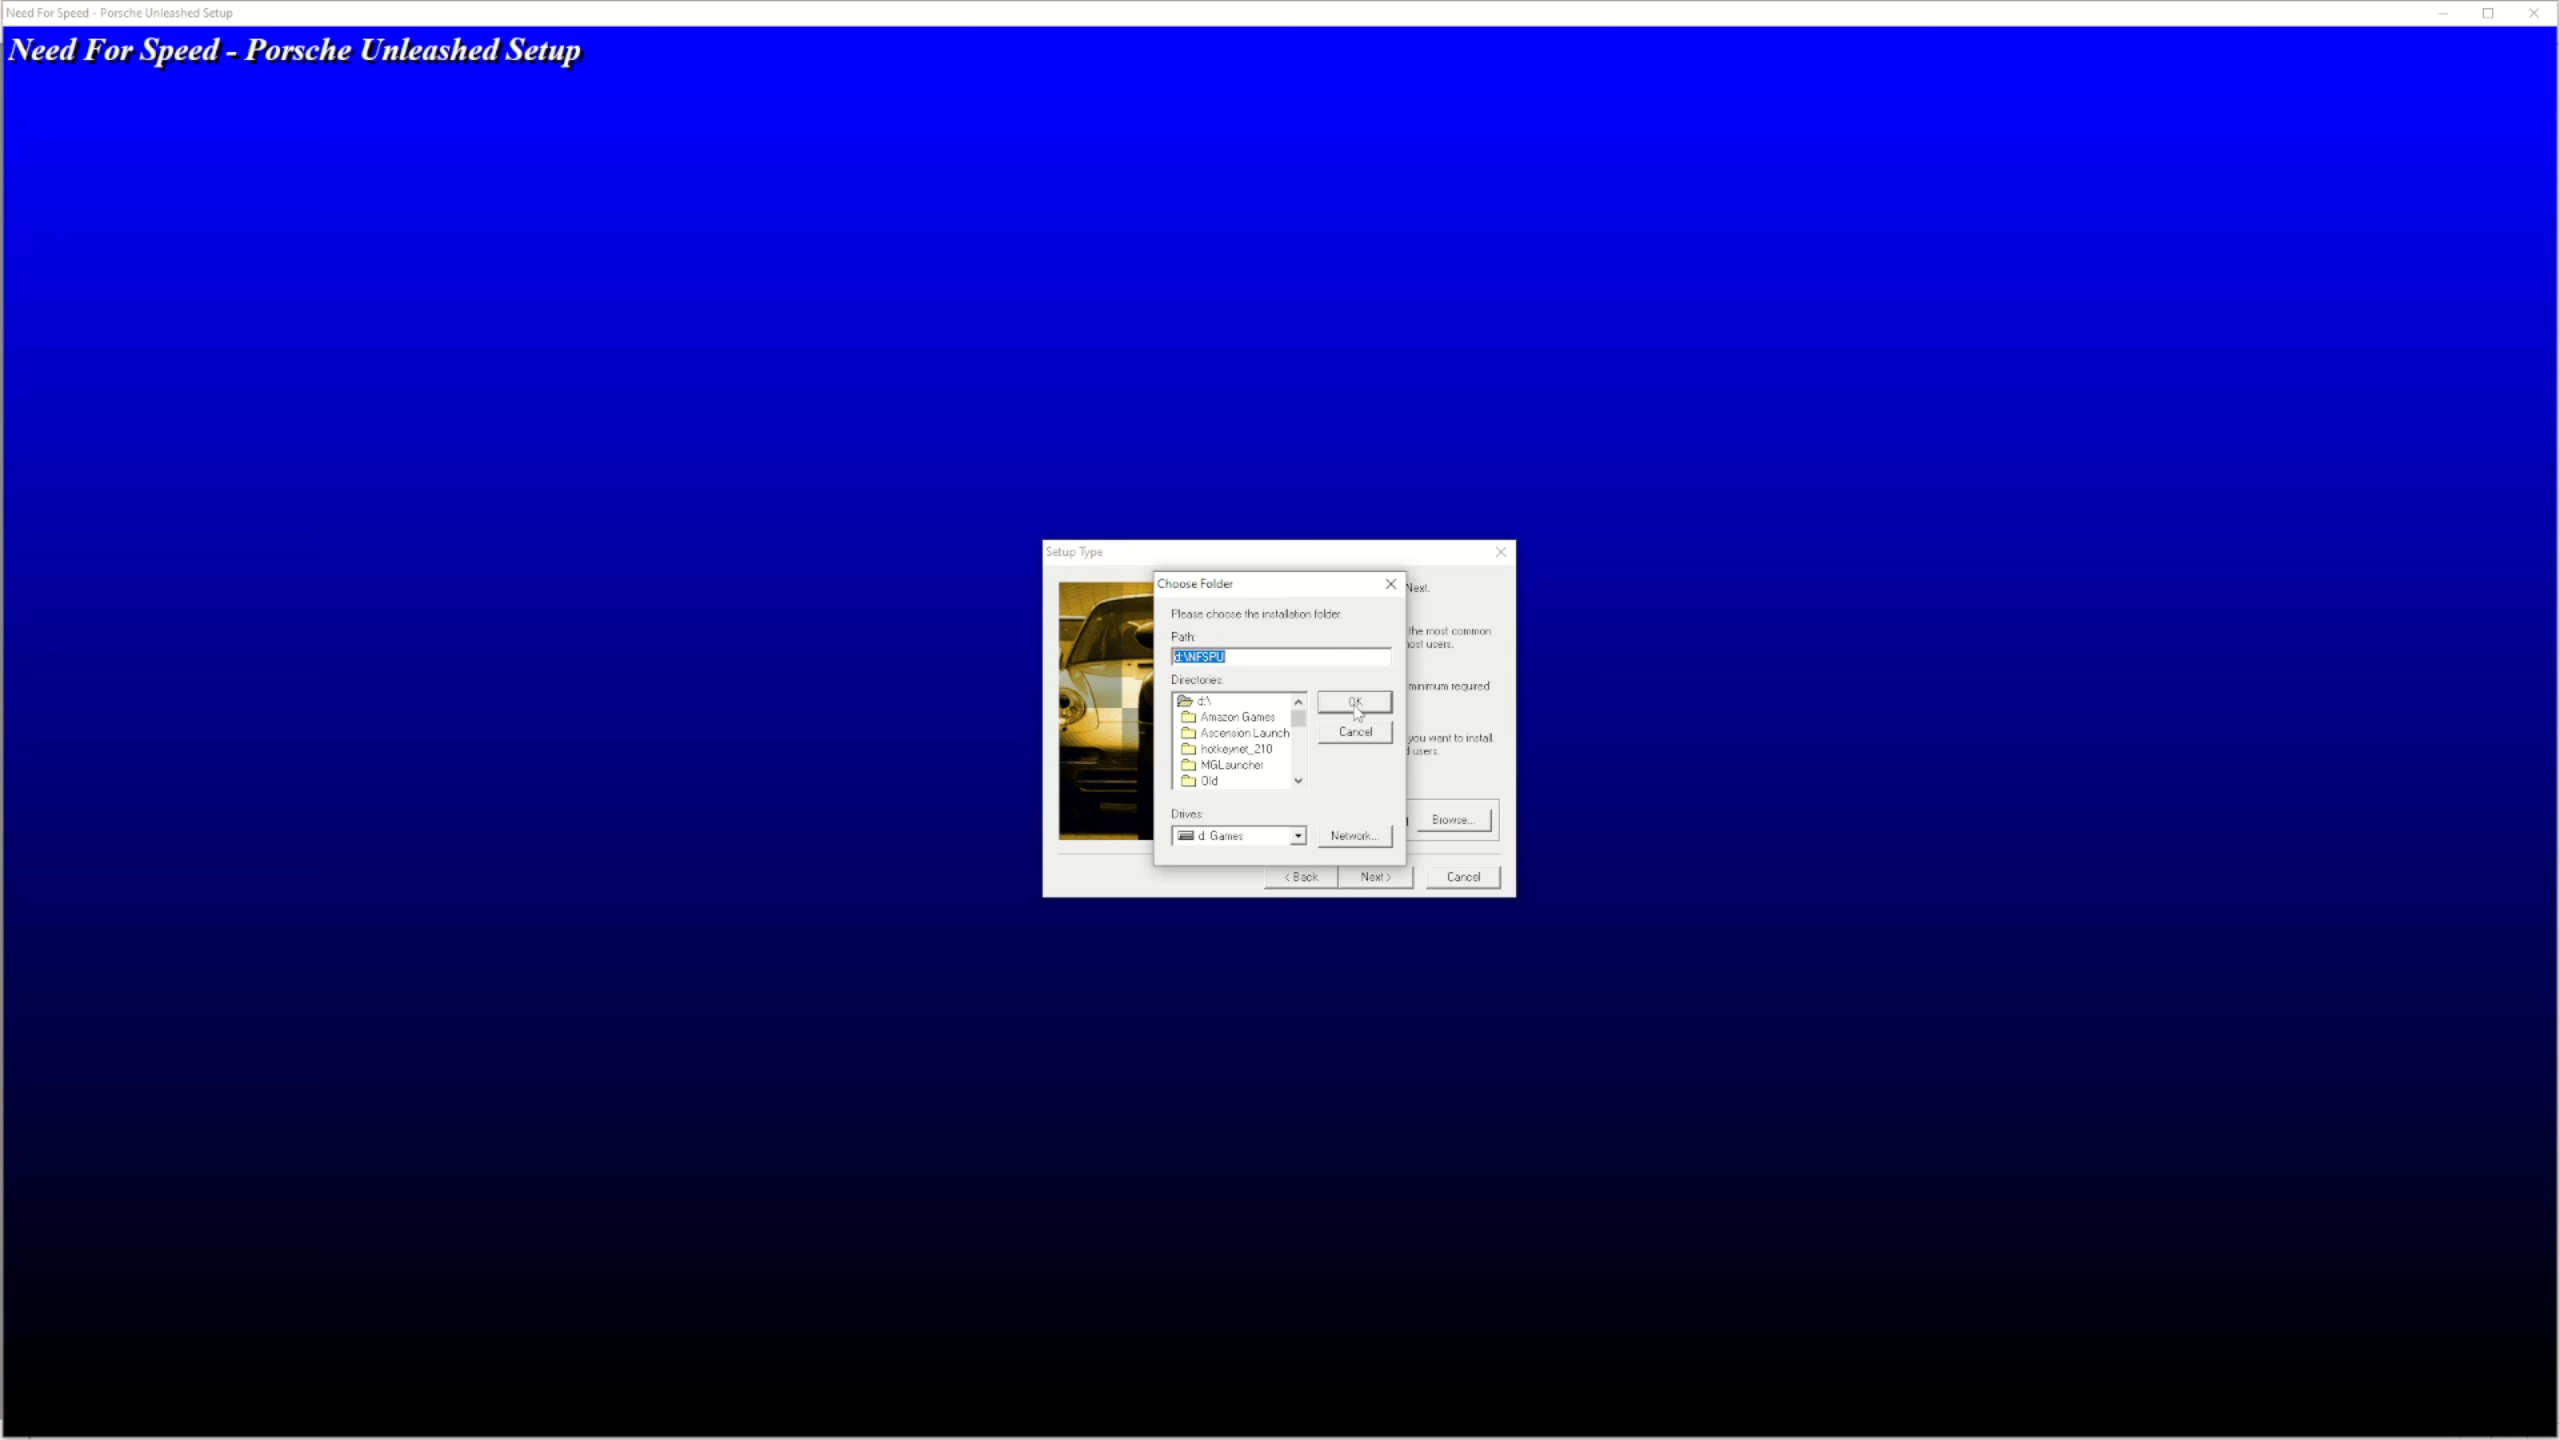 Need For Speed - Porsche Unleashed Setup
Need For Speed - Porsche Unleashed Setup
Setup Type
Choose Folder
Next.
Please choose the installation folder.
the most common
ost users.
Path:
d:\NFSPU
Directories:
minimum required
d:\
OK
Amazon Games
Ascension Launch
Cancel
you want to install.
hotkeynet_210
users.
MGLauncher
Old
Drives:
Browse...
d: Games
Network...
< Back
Next >
Cancel